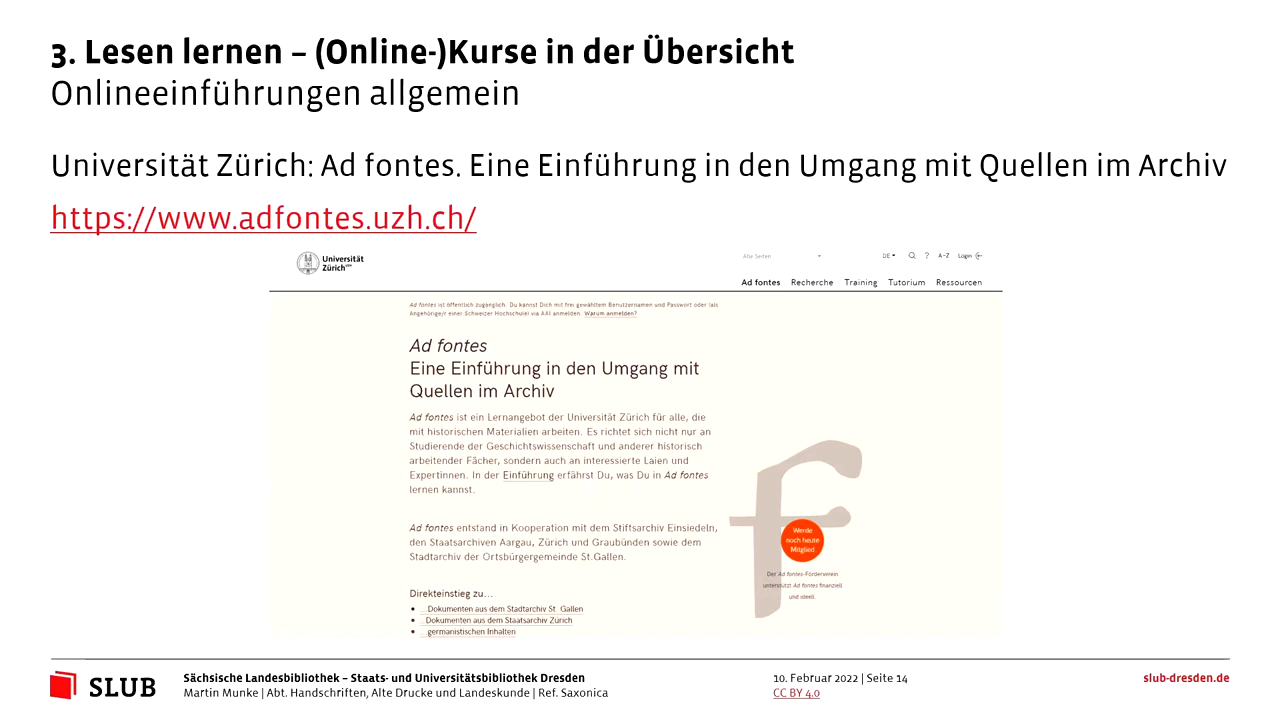 3. Lesen lernen – (Online-)Kurse in der Übersicht
Onlineeinführungen allgemein
Universität Zürich: Ad fontes. Eine Einführung in den Umgang mit Quellen im Archiv
https://www.adfontes.uzh.ch/
Universität
Zürich UZH
Alle Seiten
DE
?
A–Z
Login
Ad fontes Recherche Training Tutorium Ressourcen
Ad fontes ist öffentlich zugänglich. Du kannst Dich mit frei gewähltem Benutzernamen und Passwort oder (als
Angehörige/r einer Schweizer Hochschule) via AAI anmelden. Warum anmelden?
Ad fontes
Eine Einführung in den Umgang mit
Quellen im Archiv
Ad fontes ist ein Lernangebot der Universität Zürich für alle, die
mit historischen Materialien arbeiten. Es richtet sich nicht nur an
Studierende der Geschichtswissenschaft und anderer historisch
arbeitender Fächer, sondern auch an interessierte Laien und
Expertinnen. In der Einführung erfährst Du, was Du in Ad fontes
lernen kannst.
Ad fontes entstand in Kooperation mit dem Stiftsarchiv Einsiedeln,
den Staatsarchiven Aargau, Zürich und Graubünden sowie dem
Stadtarchiv der Ortsbürgergemeinde St.Gallen.
Direkteinstieg zu...
• ...Dokumenten aus dem Stadtarchiv St. Gallen
• ...Dokumenten aus dem Staatsarchiv Zürich
• ...germanistischen Inhalten
f
Werde
noch heute
Mitglied
Der Ad fontes-Förderverein
unterstützt Ad fontes finanziell
und ideell.
SLUB
Sächsische Landesbibliothek – Staats- und Universitätsbibliothek Dresden
Martin Munke | Abt. Handschriften, Alte Drucke und Landeskunde | Ref. Saxonica
10. Februar 2022 | Seite 14
CC BY 4.0
slub-dresden.de